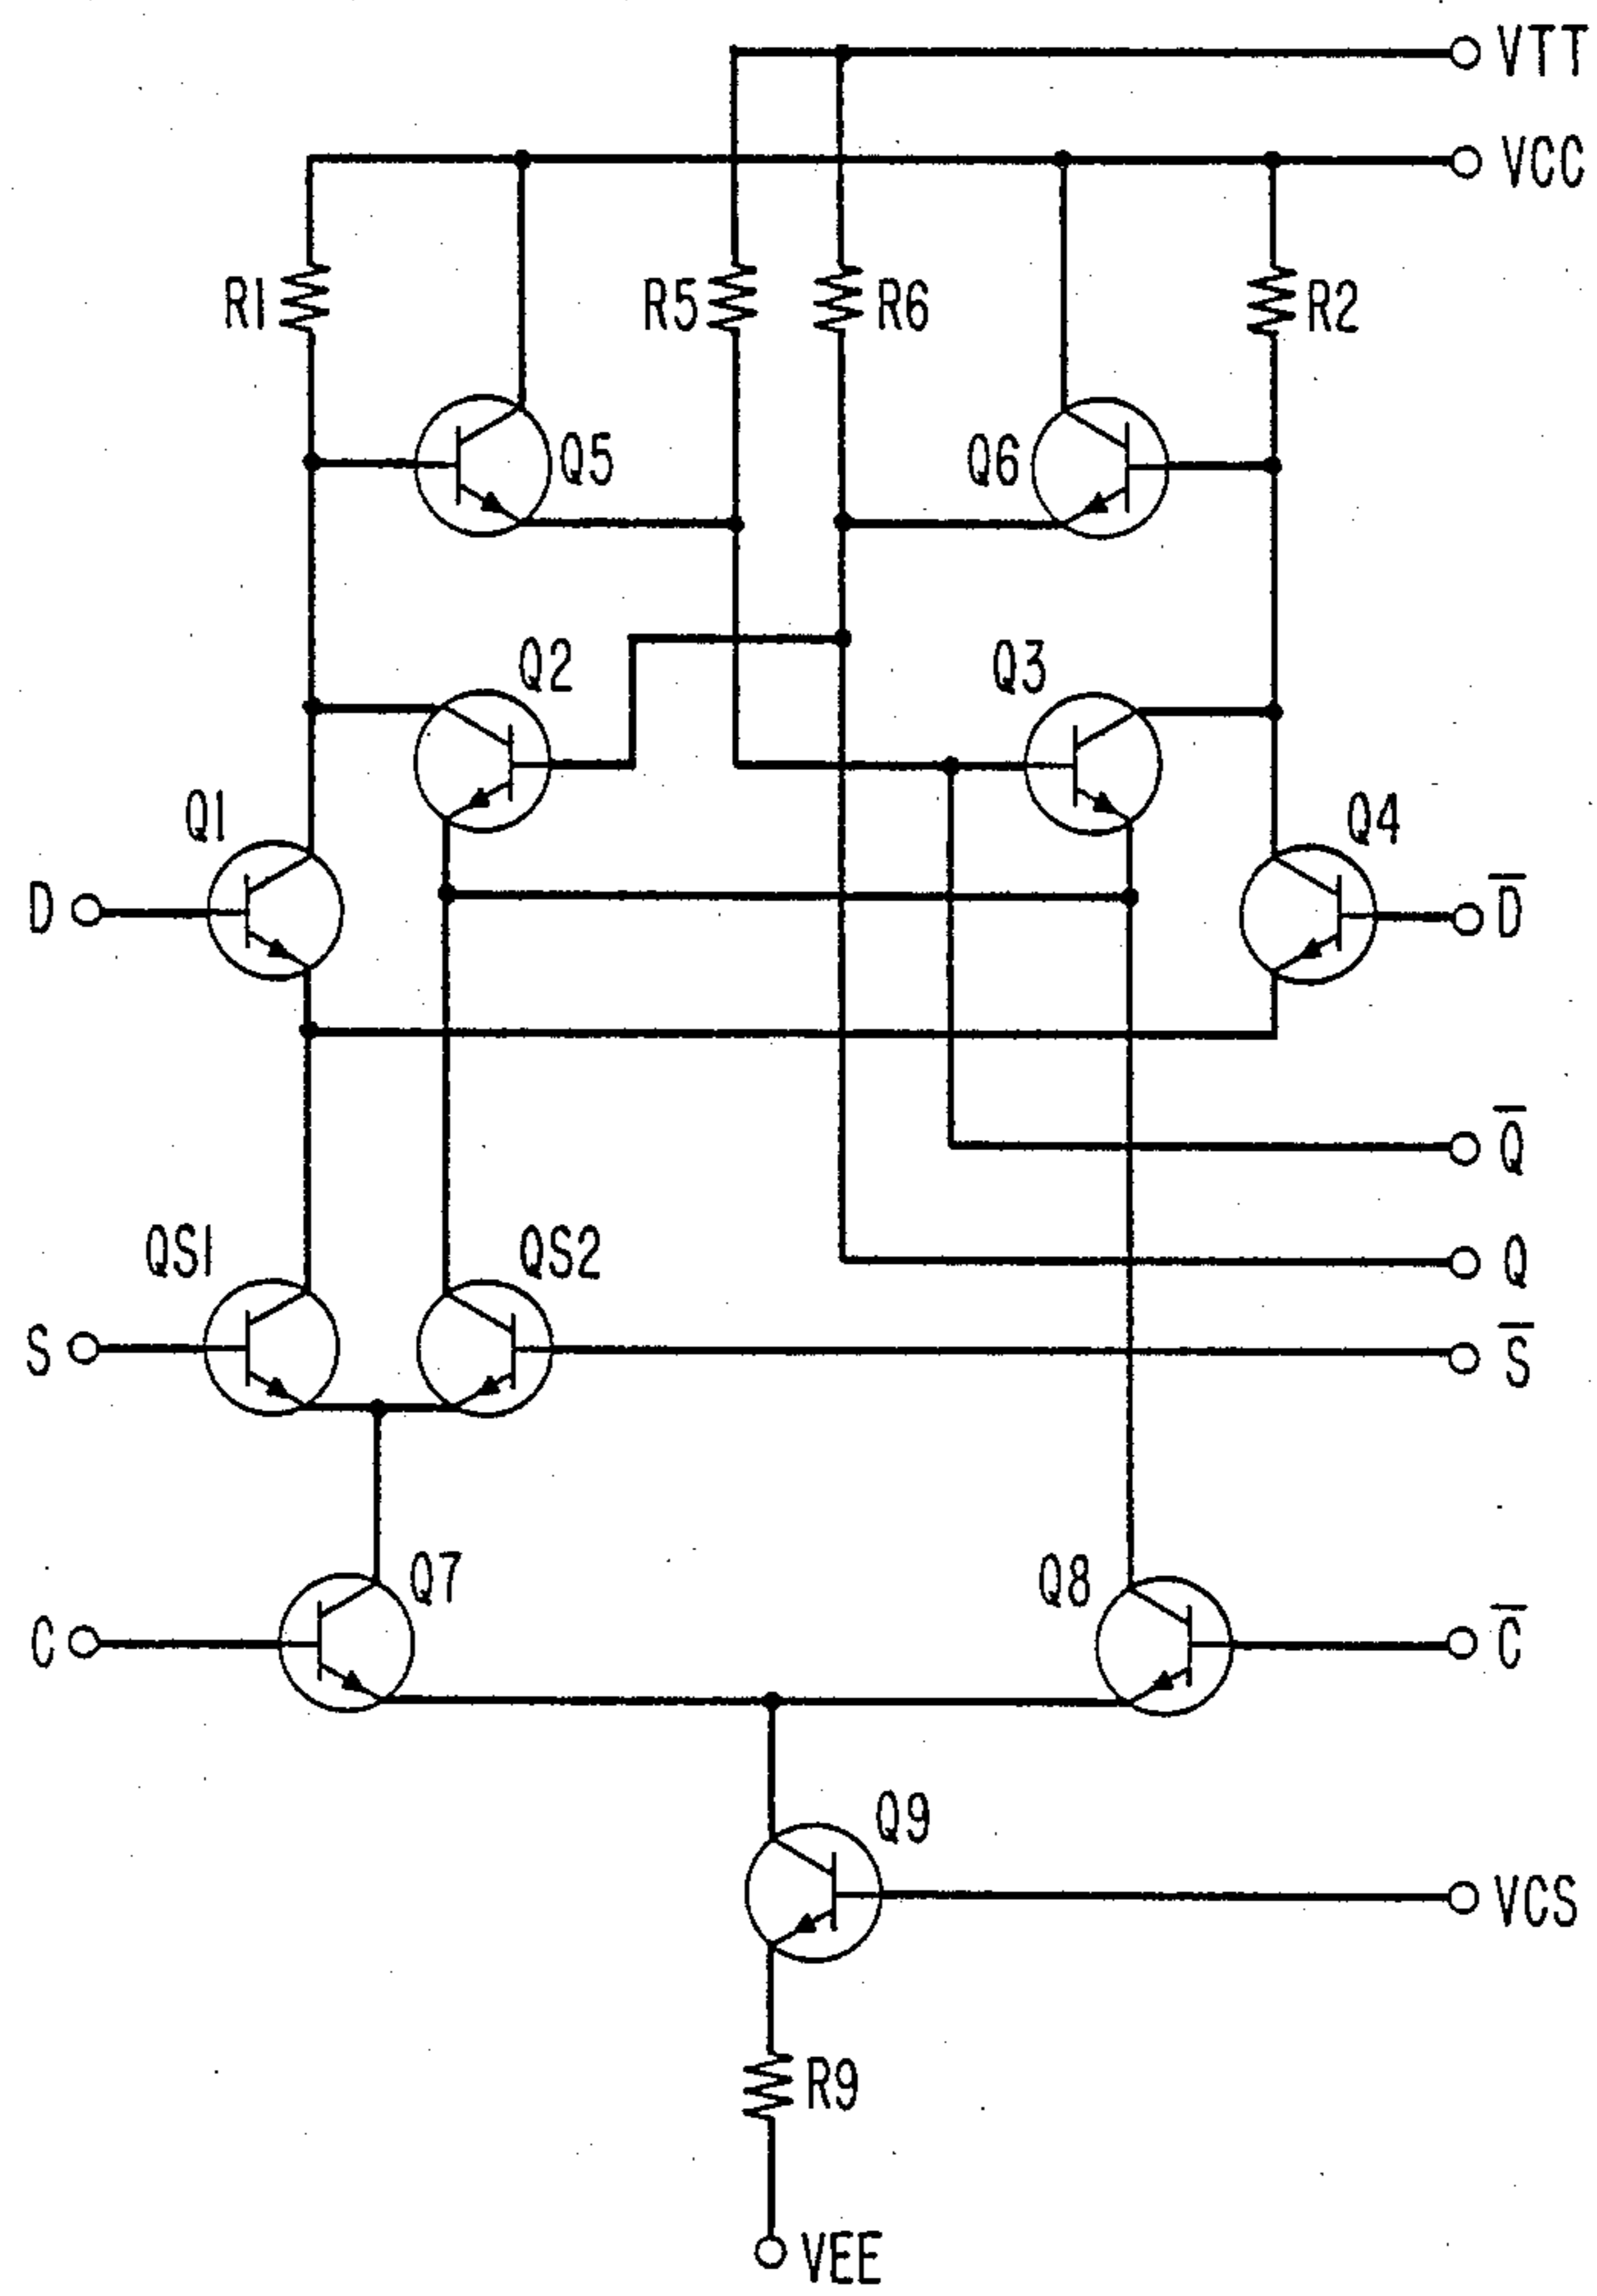 VTT
VCC
R1
R5
R6
R2
Q5
Q6
Q2
Q3
Q1
Q4
D
D̅
Q̅
Q
QS1
QS2
S
S̅
Q7
Q8
C
C̅
Q9
VCS
R9
VEE